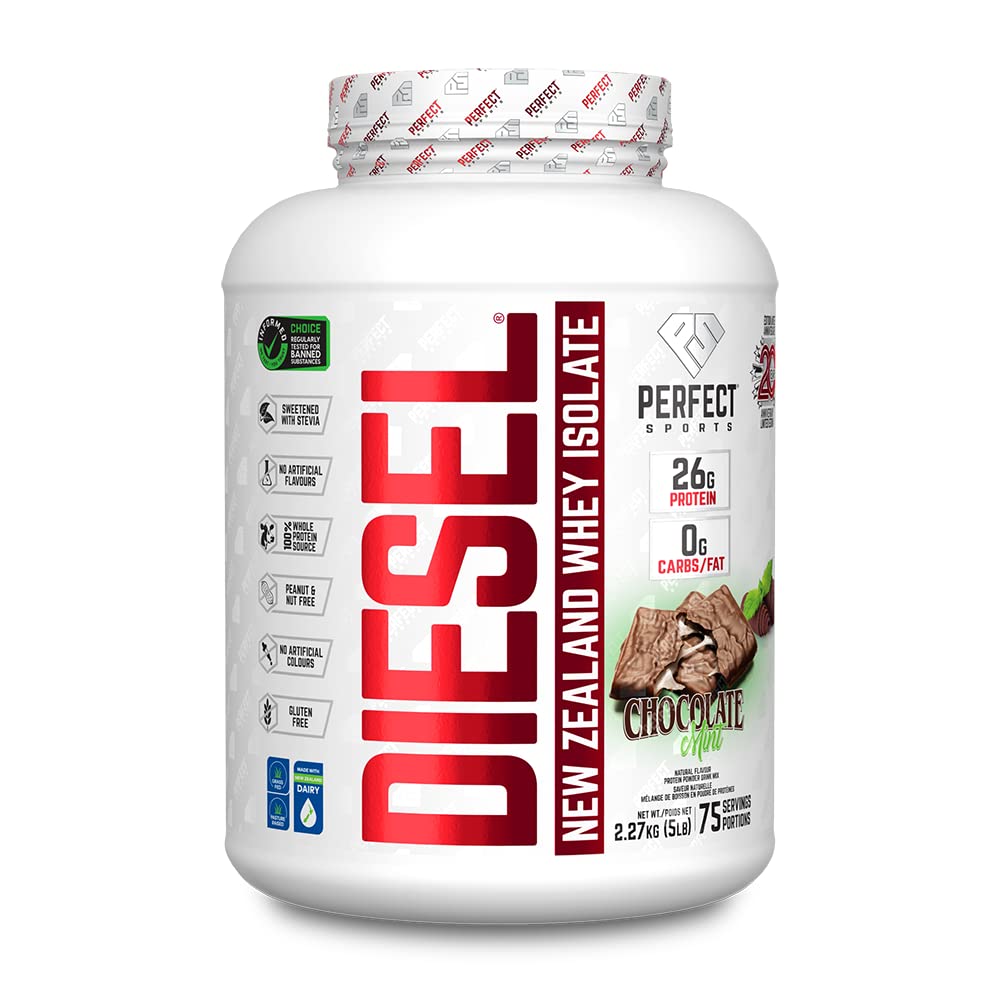 PERFECT
SPORTS
INFORMED
CHOICE
REGULARLY
TESTED FOR
BANNED
SUBSTANCES
SWEETENED
WITH STEVIA
NO ARTIFICIAL
FLAVOURS
100% WHOLE
PROTEIN
SOURCE
PEANUT &
NUT FREE
NO ARTIFICIAL
COLOURS
GLUTEN
FREE
GRASS
FED
PASTURE
RAISED
MADE WITH
NEW ZEALAND
DAIRY
DIESEL®
NEW ZEALAND WHEY ISOLATE
PERFECT
SPORTS
26G
PROTEIN
0G
CARBS/FAT
CHOCOLATE
Mint
NATURAL FLAVOUR
PROTEIN POWDER DRINK MIX
SAVEUR NATURELLE
MÉLANGE DE BOISSON EN POUDRE DE PROTÉINES
NET WT./POIDS NET
2.27KG (5LB)
75 SERVINGS
PORTIONS
20